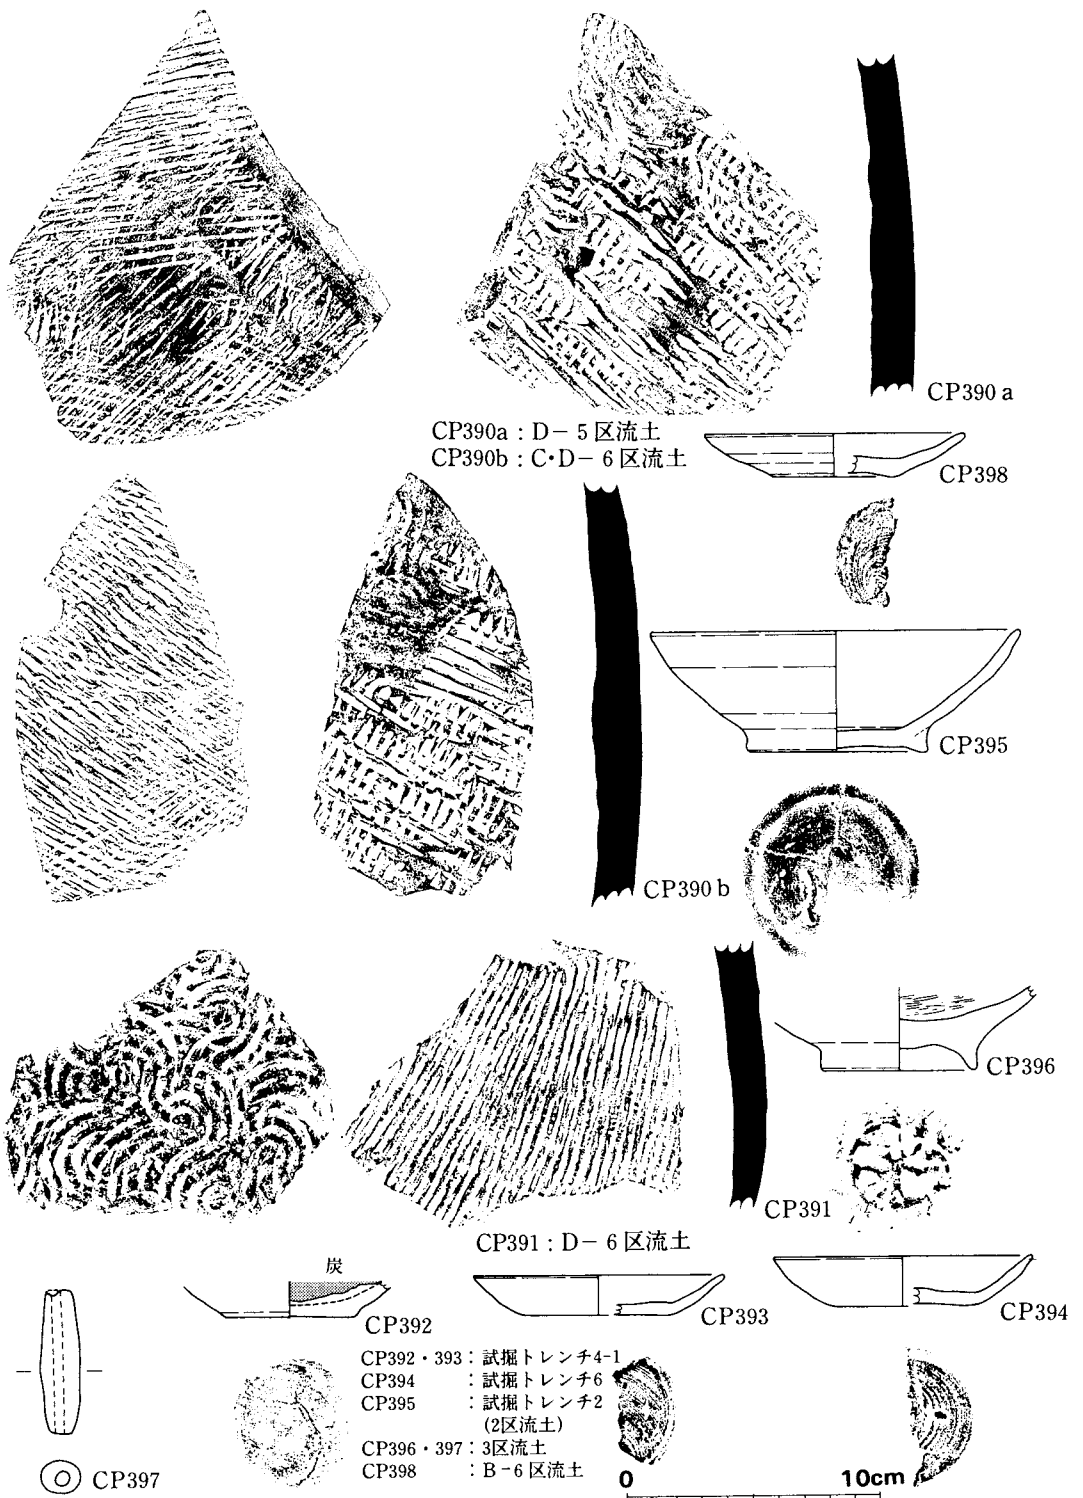 CP390 a
CP390a : D－5 区流土
CP390b : C・D－6 区流土
CP398
CP395
CP390 b
CP396
CP391
CP391 : D－6 区流土
炭
CP392
CP393
CP394
CP392・393 : 試掘トレンチ4-1
CP394 : 試掘トレンチ6
CP395 : 試掘トレンチ2
(2区流土)
CP396・397 : 3区流土
CP398 : B-6 区流土
CP397
0 10cm